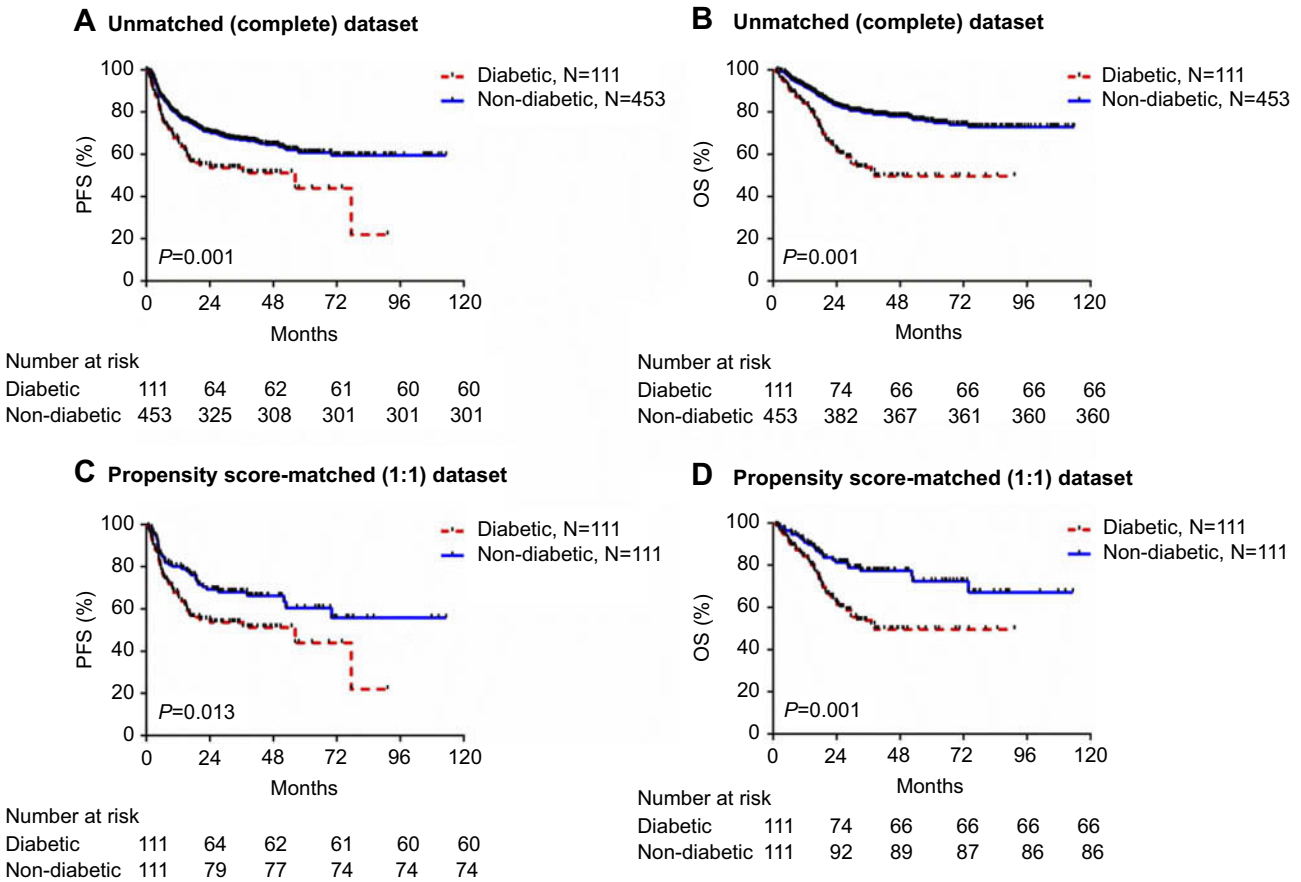 A Unmatched (complete) dataset
100
80
60
40
20
0
PFS (%)
Diabetic, N=111
Non-diabetic, N=453
P=0.001
0 24 48 72 96 120
Months
Number at risk
Diabetic 111 64 62 61 60 60
Non-diabetic 453 325 308 301 301 301
B Unmatched (complete) dataset
100
80
60
40
20
0
OS (%)
Diabetic, N=111
Non-diabetic, N=453
P=0.001
0 24 48 72 96 120
Months
Number at risk
Diabetic 111 74 66 66 66 66
Non-diabetic 453 382 367 361 360 360
C Propensity score-matched (1:1) dataset
100
80
60
40
20
0
PFS (%)
Diabetic, N=111
Non-diabetic, N=111
P=0.013
0 24 48 72 96 120
Months
Number at risk
Diabetic 111 64 62 61 60 60
Non-diabetic 111 79 77 74 74 74
D Propensity score-matched (1:1) dataset
100
80
60
40
20
0
OS (%)
Diabetic, N=111
Non-diabetic, N=111
P=0.001
0 24 48 72 96 120
Months
Number at risk
Diabetic 111 74 66 66 66 66
Non-diabetic 111 92 89 87 86 86